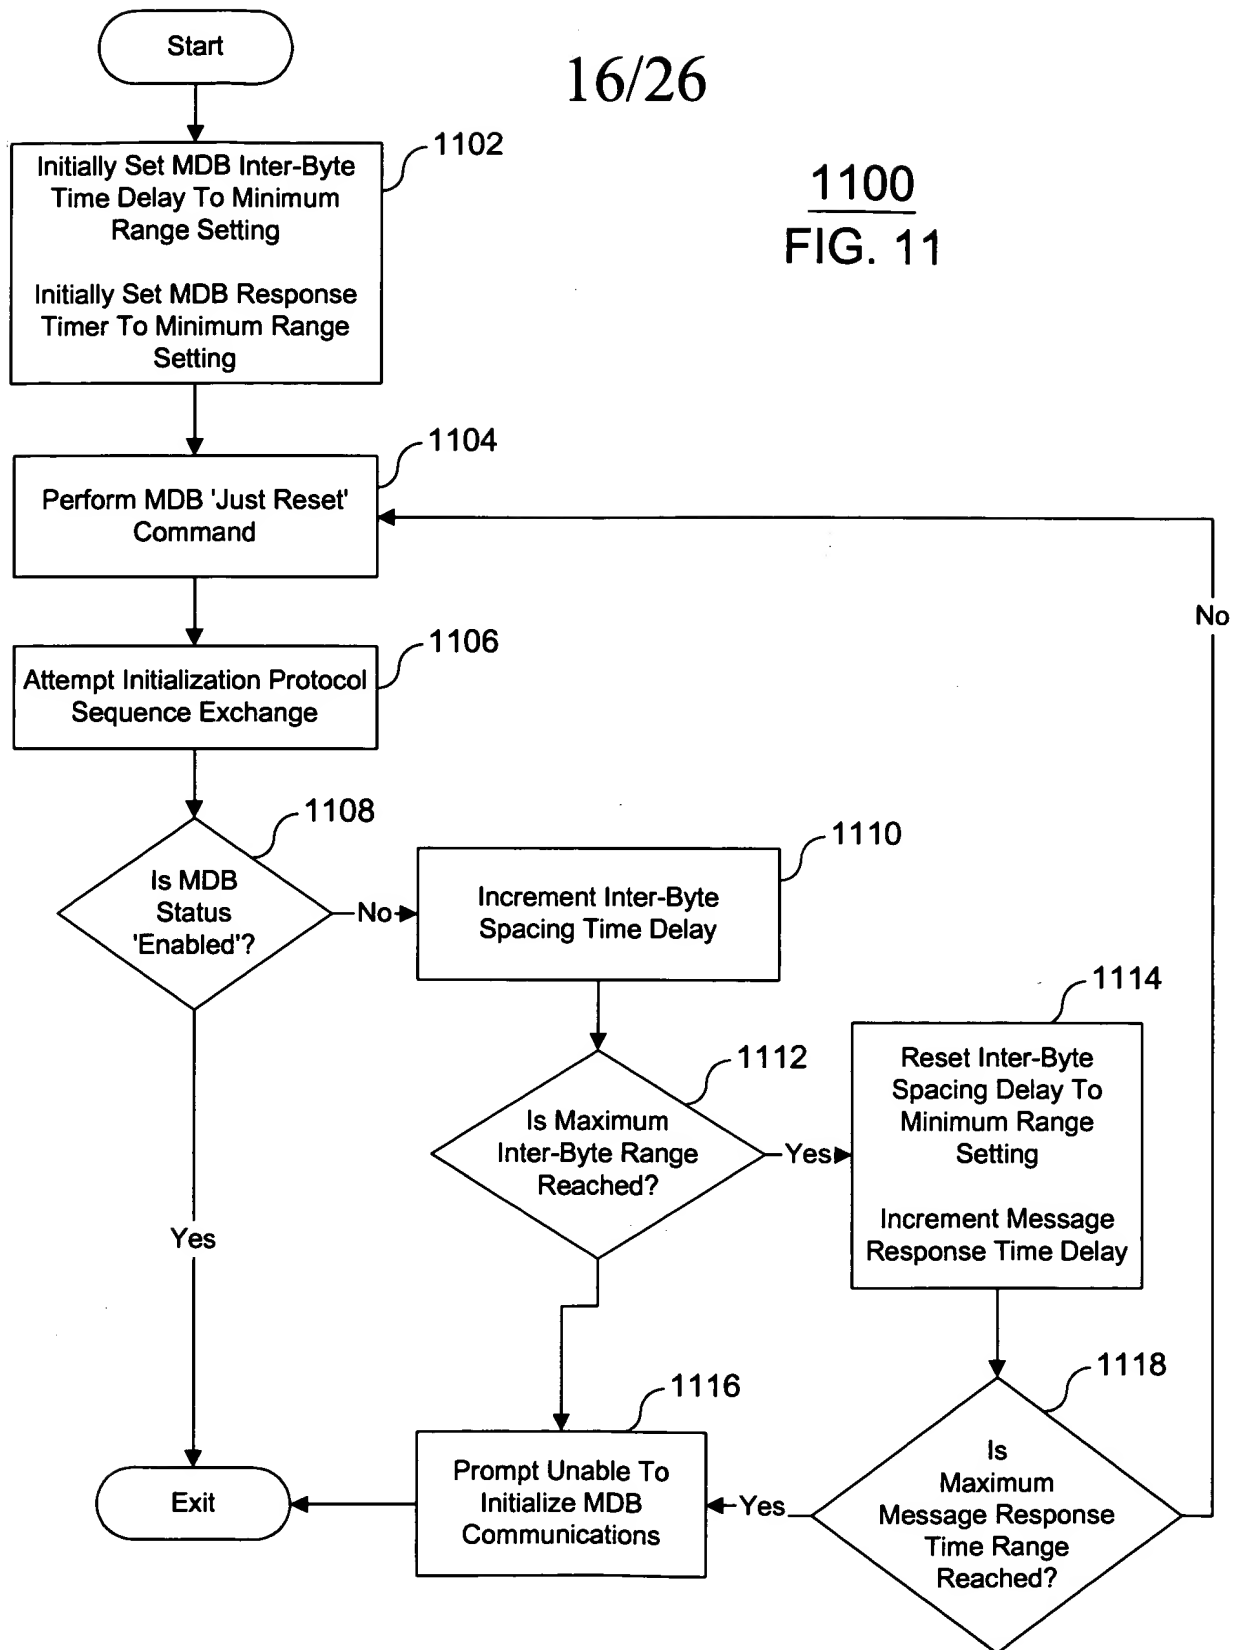 Start
16/26
1102
Initially Set MDB Inter-Byte
Time Delay To Minimum
Range Setting
Initially Set MDB Response
Timer To Minimum Range
Setting
1100
FIG. 11
1104
Perform MDB 'Just Reset'
Command
No
1106
Attempt Initialization Protocol
Sequence Exchange
1108
Is MDB
Status
'Enabled'?
No
1110
Increment Inter-Byte
Spacing Time Delay
1112
Is Maximum
Inter-Byte Range
Reached?
Yes
1114
Reset Inter-Byte
Spacing Delay To
Minimum Range
Setting
Increment Message
Response Time Delay
Yes
1116
Prompt Unable To
Initialize MDB
Communications
Exit
Yes
1118
Is
Maximum
Message Response
Time Range
Reached?